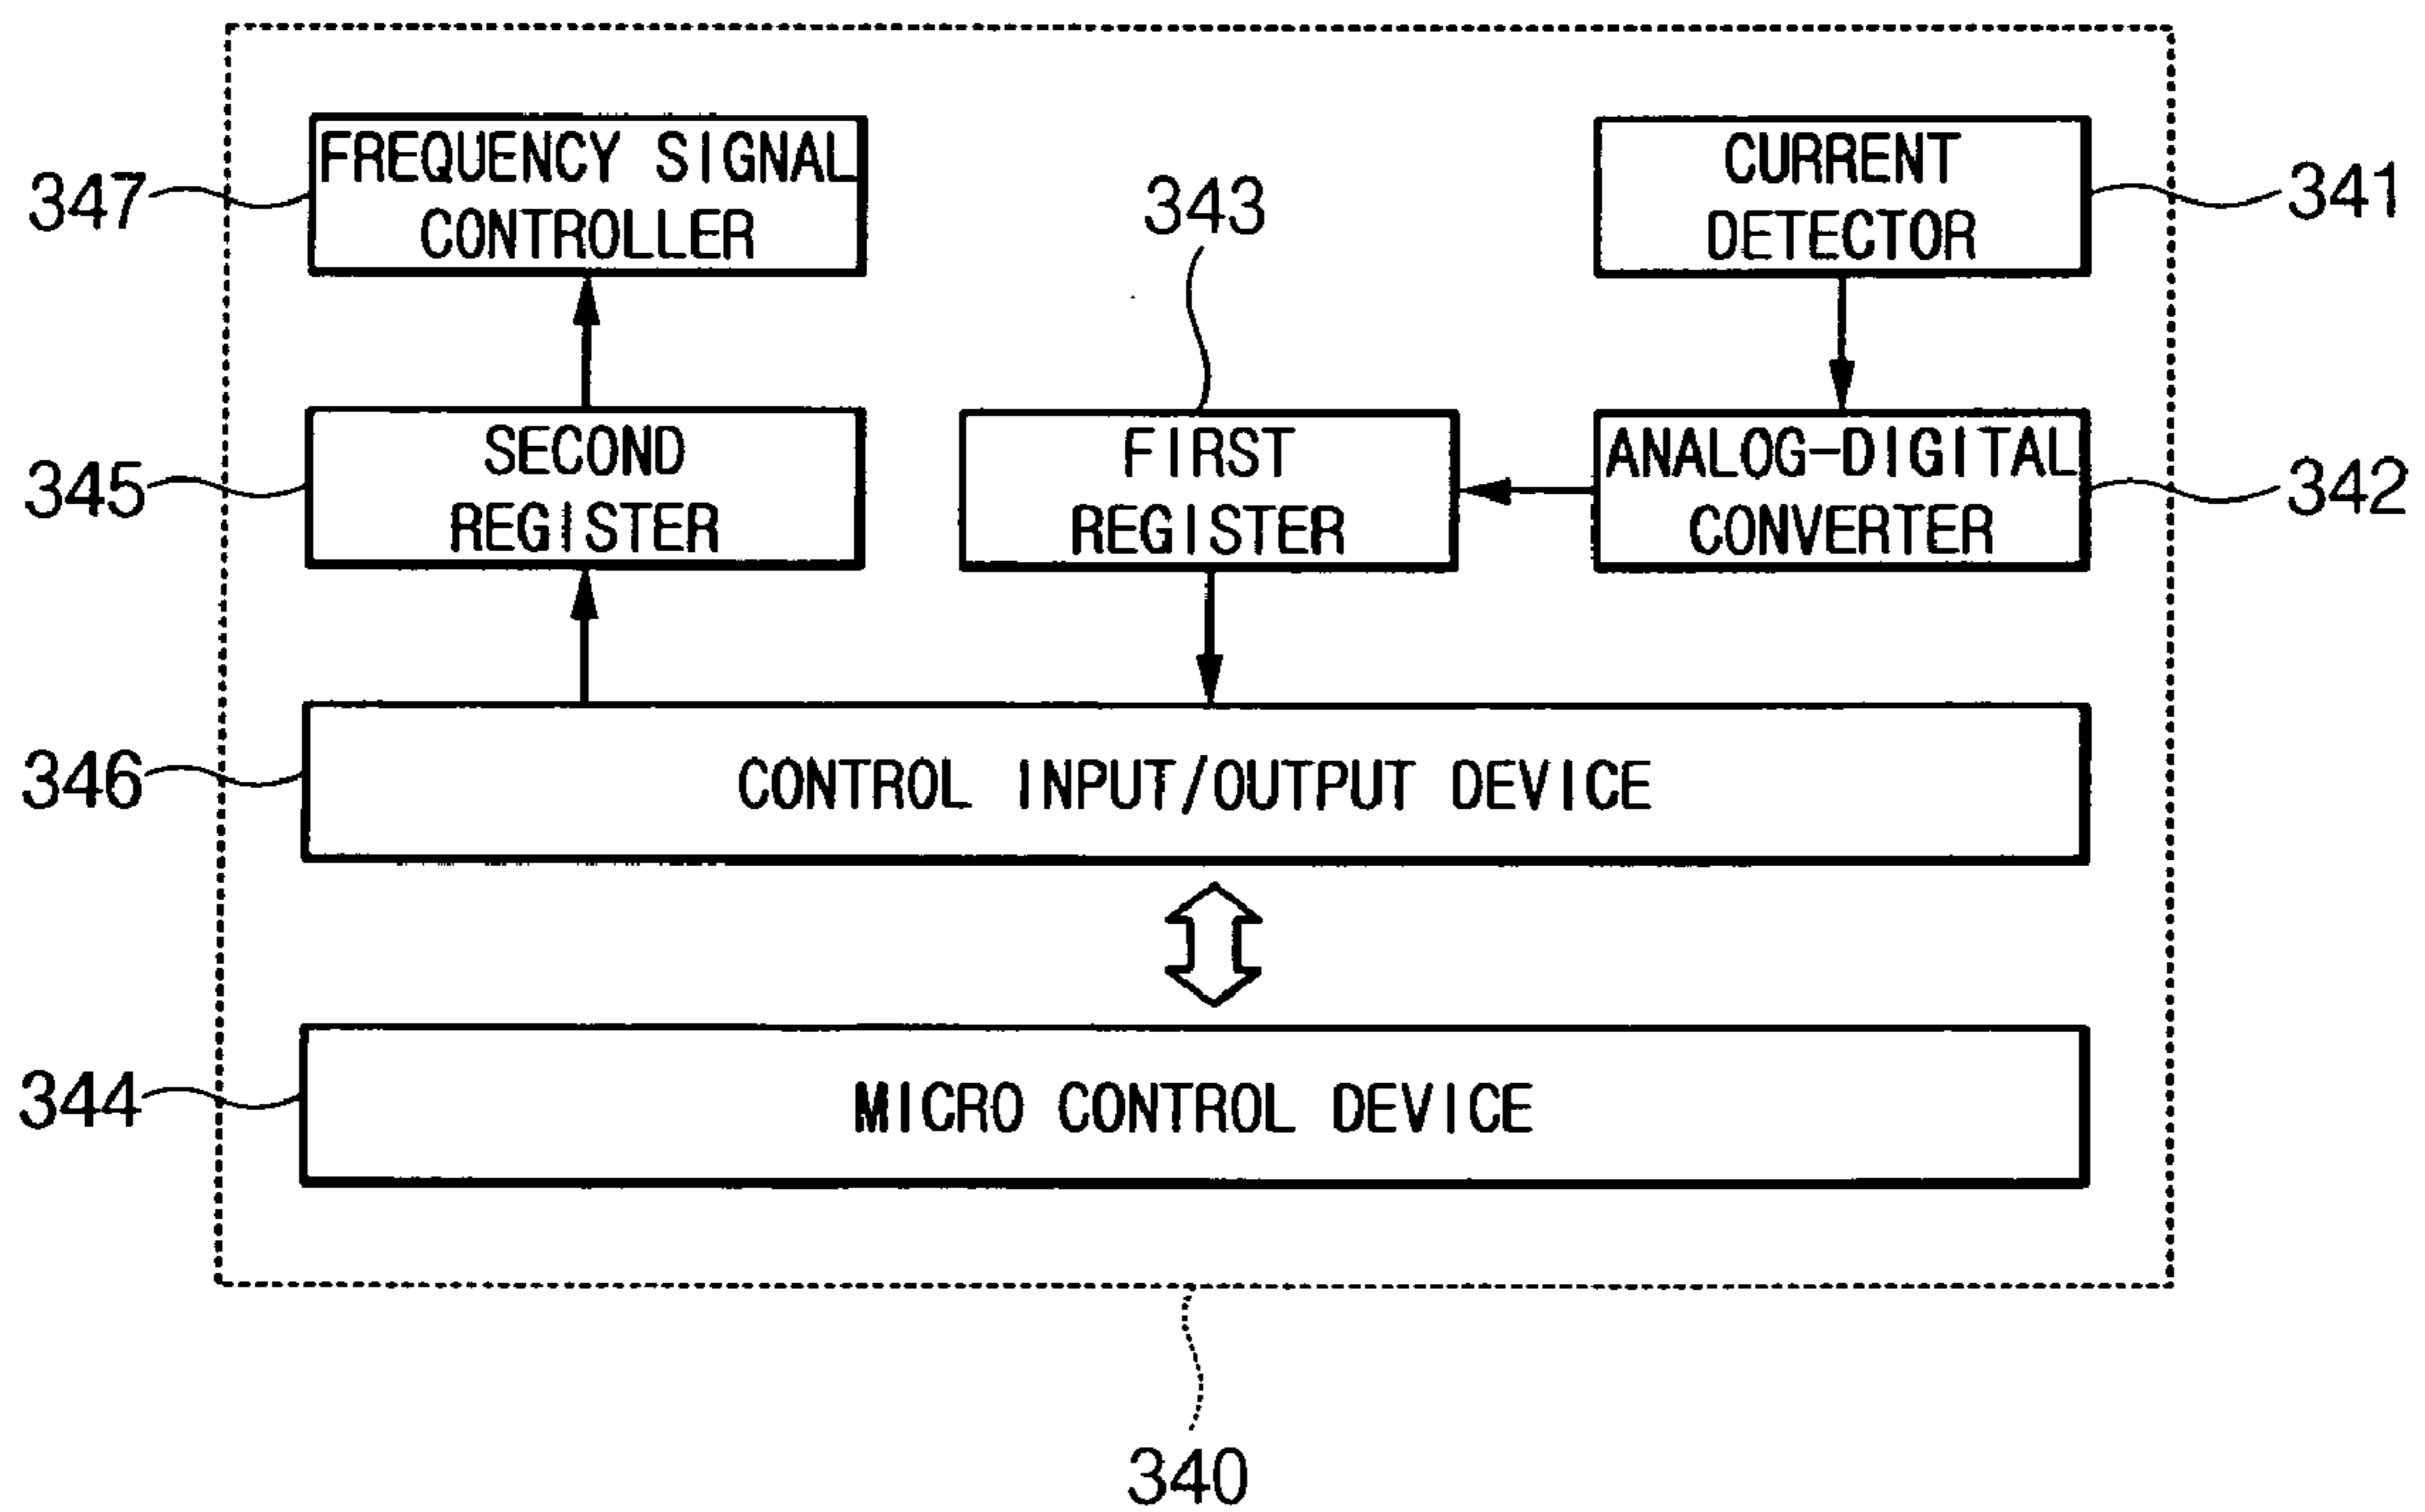 FREQUENCY SIGNAL
CONTROLLER
347
CURRENT
DETECTOR
341
343
SECOND
REGISTER
345
FIRST
REGISTER
ANALOG-DIGITAL
CONVERTER
342
346
CONTROL INPUT/OUTPUT DEVICE
344
MICRO CONTROL DEVICE
340